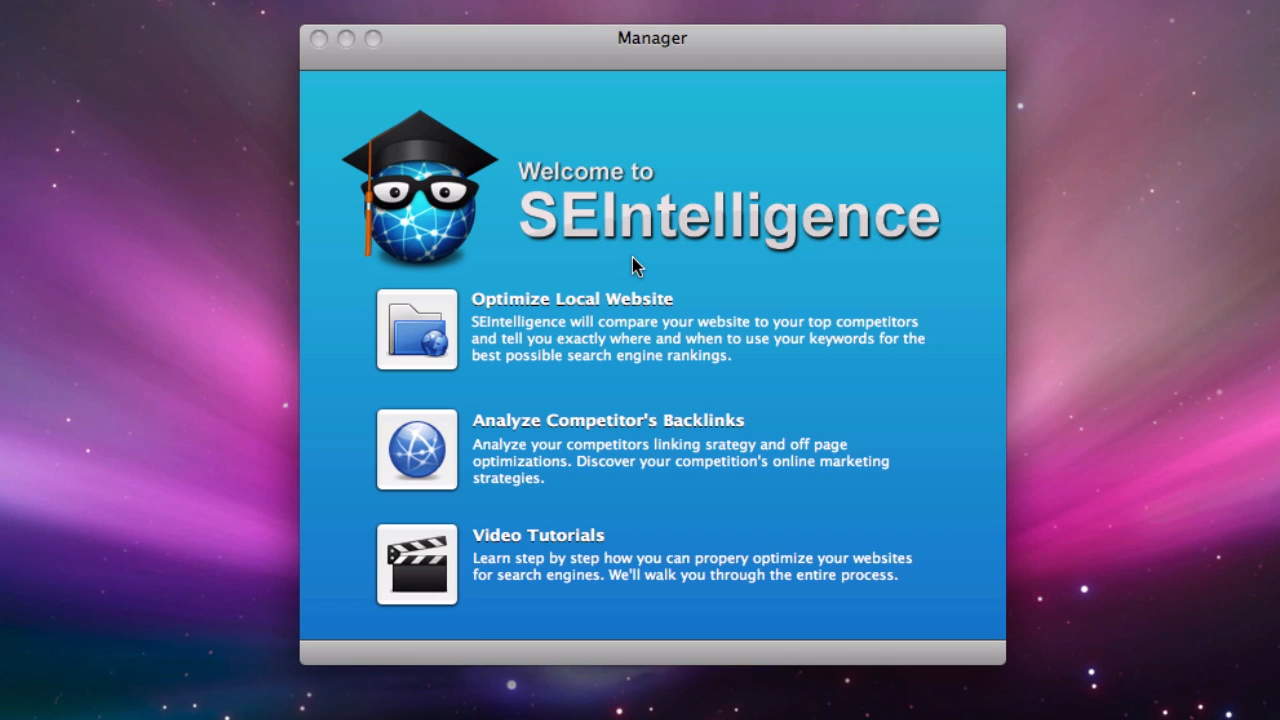 Manager
Welcome to
SEIntelligence
Optimize Local Website
SEIntelligence will compare your website to your top competitors
and tell you exactly where and when to use your keywords for the
best possible search engine rankings.
Analyze Competitor's Backlinks
Analyze your competitors linking srategy and off page
optimizations. Discover your competition's online marketing
strategies.
Video Tutorials
Learn step by step how you can propery optimize your websites
for search engines. We'll walk you through the entire process.